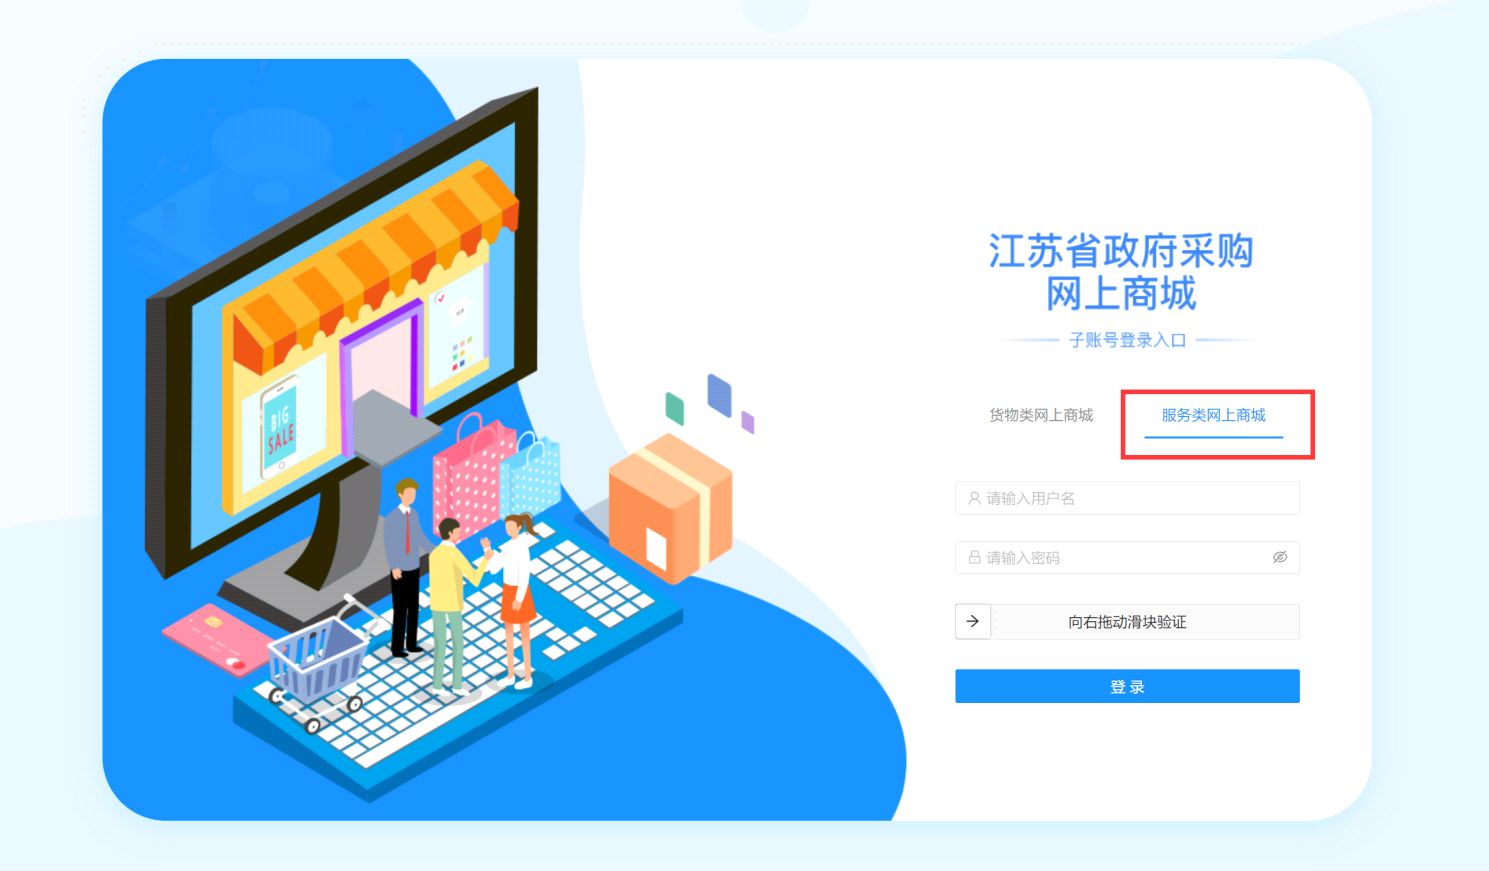 江苏省政府采购
网上商城
子账号登录入口
货物类网上商城 服务类网上商城
请输入用户名
请输入密码
向右拖动滑块验证
登 录
BIG
SALE